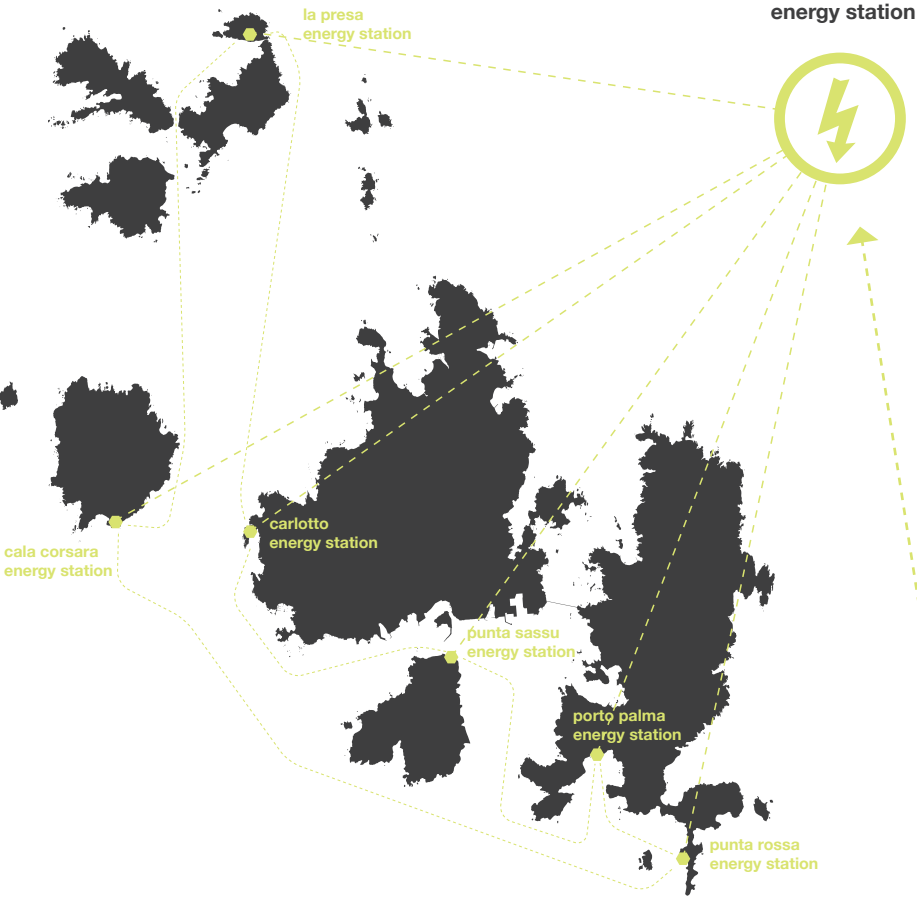 la presa
energy station
energy station
carlotto
energy station
cala corsara
energy station
punta sassu
energy station
porto palma
energy station
punta rossa
energy station